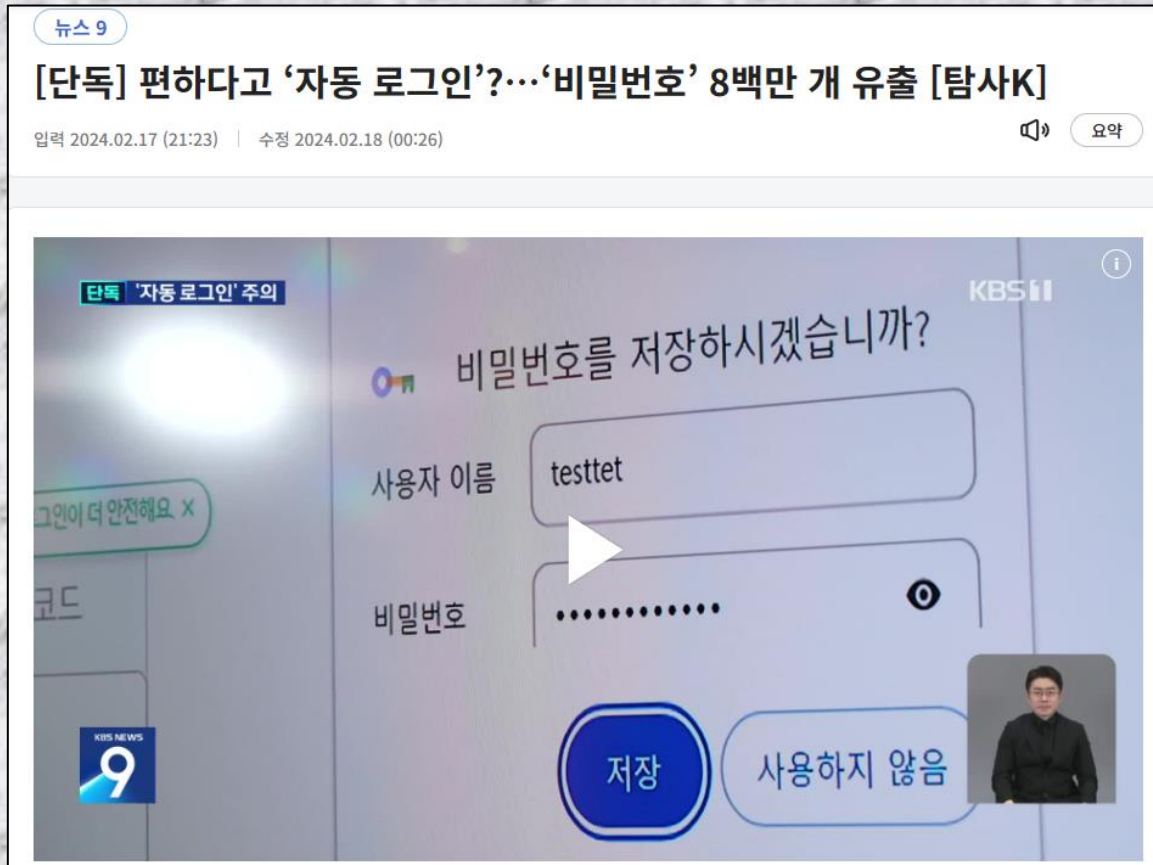 뉴스 9
[단독] 편하다고 ‘자동 로그인’?…‘비밀번호’ 8백만 개 유출 [탐사K]
입력 2024.02.17 (21:23) | 수정 2024.02.18 (00:26)
요약
단독 '자동 로그인' 주의
KBS 1
비밀번호를 저장하시겠습니까?
사용자 이름 testtet
그인이 더 안전해요 X
코드
비밀번호 ••••••••••••
저장 사용하지 않음
KBS NEWS
9